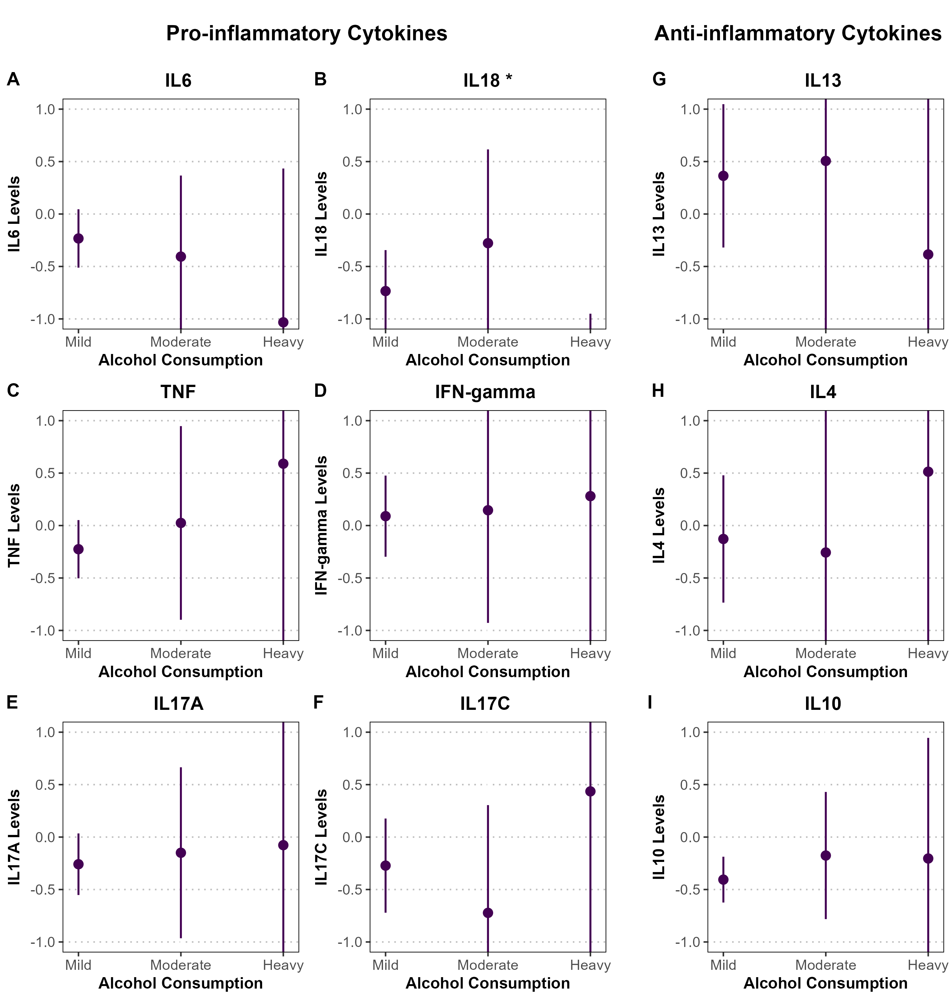 Pro-inflammatory Cytokines
Anti-inflammatory Cytokines
A
IL6
IL6 Levels
1.0
0.5
0.0
-0.5
-1.0
Mild Moderate Heavy
Alcohol Consumption
B
IL18 *
IL18 Levels
1.0
0.5
0.0
-0.5
-1.0
Mild Moderate Heavy
Alcohol Consumption
G
IL13
IL13 Levels
1.0
0.5
0.0
-0.5
-1.0
Mild Moderate Heavy
Alcohol Consumption
C
TNF
TNF Levels
1.0
0.5
0.0
-0.5
-1.0
Mild Moderate Heavy
Alcohol Consumption
D
IFN-gamma
IFN-gamma Levels
1.0
0.5
0.0
-0.5
-1.0
Mild Moderate Heavy
Alcohol Consumption
H
IL4
IL4 Levels
1.0
0.5
0.0
-0.5
-1.0
Mild Moderate Heavy
Alcohol Consumption
E
IL17A
IL17A Levels
1.0
0.5
0.0
-0.5
-1.0
Mild Moderate Heavy
Alcohol Consumption
F
IL17C
IL17C Levels
1.0
0.5
0.0
-0.5
-1.0
Mild Moderate Heavy
Alcohol Consumption
I
IL10
IL10 Levels
1.0
0.5
0.0
-0.5
-1.0
Mild Moderate Heavy
Alcohol Consumption